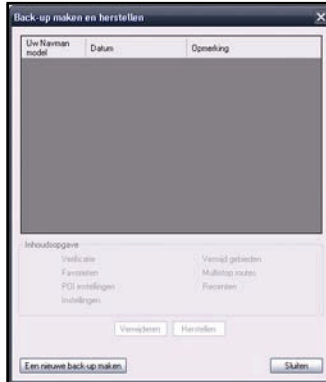 Back-up maken en herstellen
Uw Navman model
Datum
Opmerking
Inhoudsopgave
Verificatie
Vermijd gebieden
Favorieten
Multistop routes
POI instellingen
Recenten
Instellingen
Verwijderen
Herstellen
Een nieuwe back-up maken
Sluiten